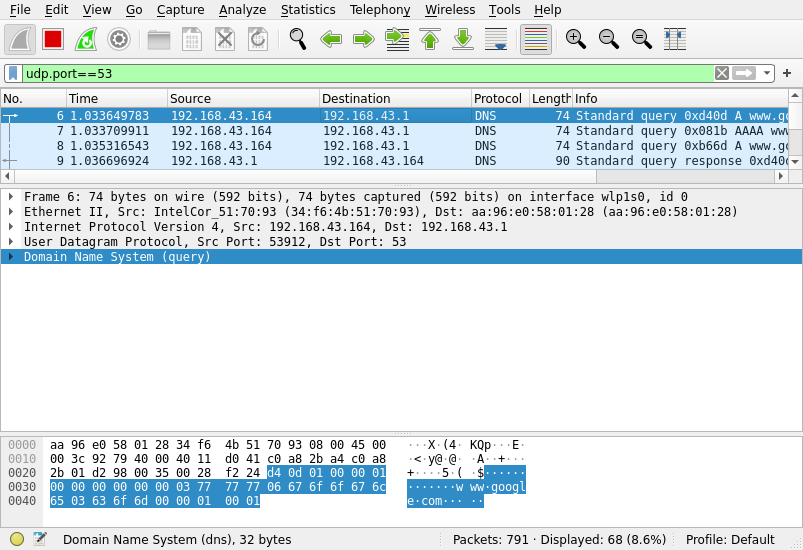 File Edit View Go Capture Analyze Statistics Telephony Wireless Tools Help
udp.port==53
No. Time Source Destination Protocol Length Info
6 1.033649783 192.168.43.164 192.168.43.1 DNS 74 Standard query 0xd40d A www.go
7 1.033709911 192.168.43.164 192.168.43.1 DNS 74 Standard query 0x081b AAAA www
8 1.035316543 192.168.43.164 192.168.43.1 DNS 74 Standard query 0xb66d A www.go
9 1.036696924 192.168.43.1 192.168.43.164 DNS 90 Standard query response 0xd40d
Frame 6: 74 bytes on wire (592 bits), 74 bytes captured (592 bits) on interface wlp1s0, id 0
Ethernet II, Src: IntelCor_51:70:93 (34:f6:4b:51:70:93), Dst: aa:96:e0:58:01:28 (aa:96:e0:58:01:28)
Internet Protocol Version 4, Src: 192.168.43.164, Dst: 192.168.43.1
User Datagram Protocol, Src Port: 53912, Dst Port: 53
Domain Name System (query)
0000 aa 96 e0 58 01 28 34 f6 4b 51 70 93 08 00 45 00 ···X·(4· KQp···E·
0010 00 3c 92 79 40 00 40 11 d0 41 c0 a8 2b a4 c0 a8 ·<·y@·@· ·A··+···
0020 2b 01 d2 98 00 35 00 28 f2 24 d4 0d 01 00 00 01 +····5·( ·$······
0030 00 00 00 00 00 00 03 77 77 77 06 67 6f 6f 67 6c ·······w ww·googl
0040 65 03 63 6f 6d 00 00 01 00 01 e·com··· ··
Domain Name System (dns), 32 bytes Packets: 791 · Displayed: 68 (8.6%) Profile: Default